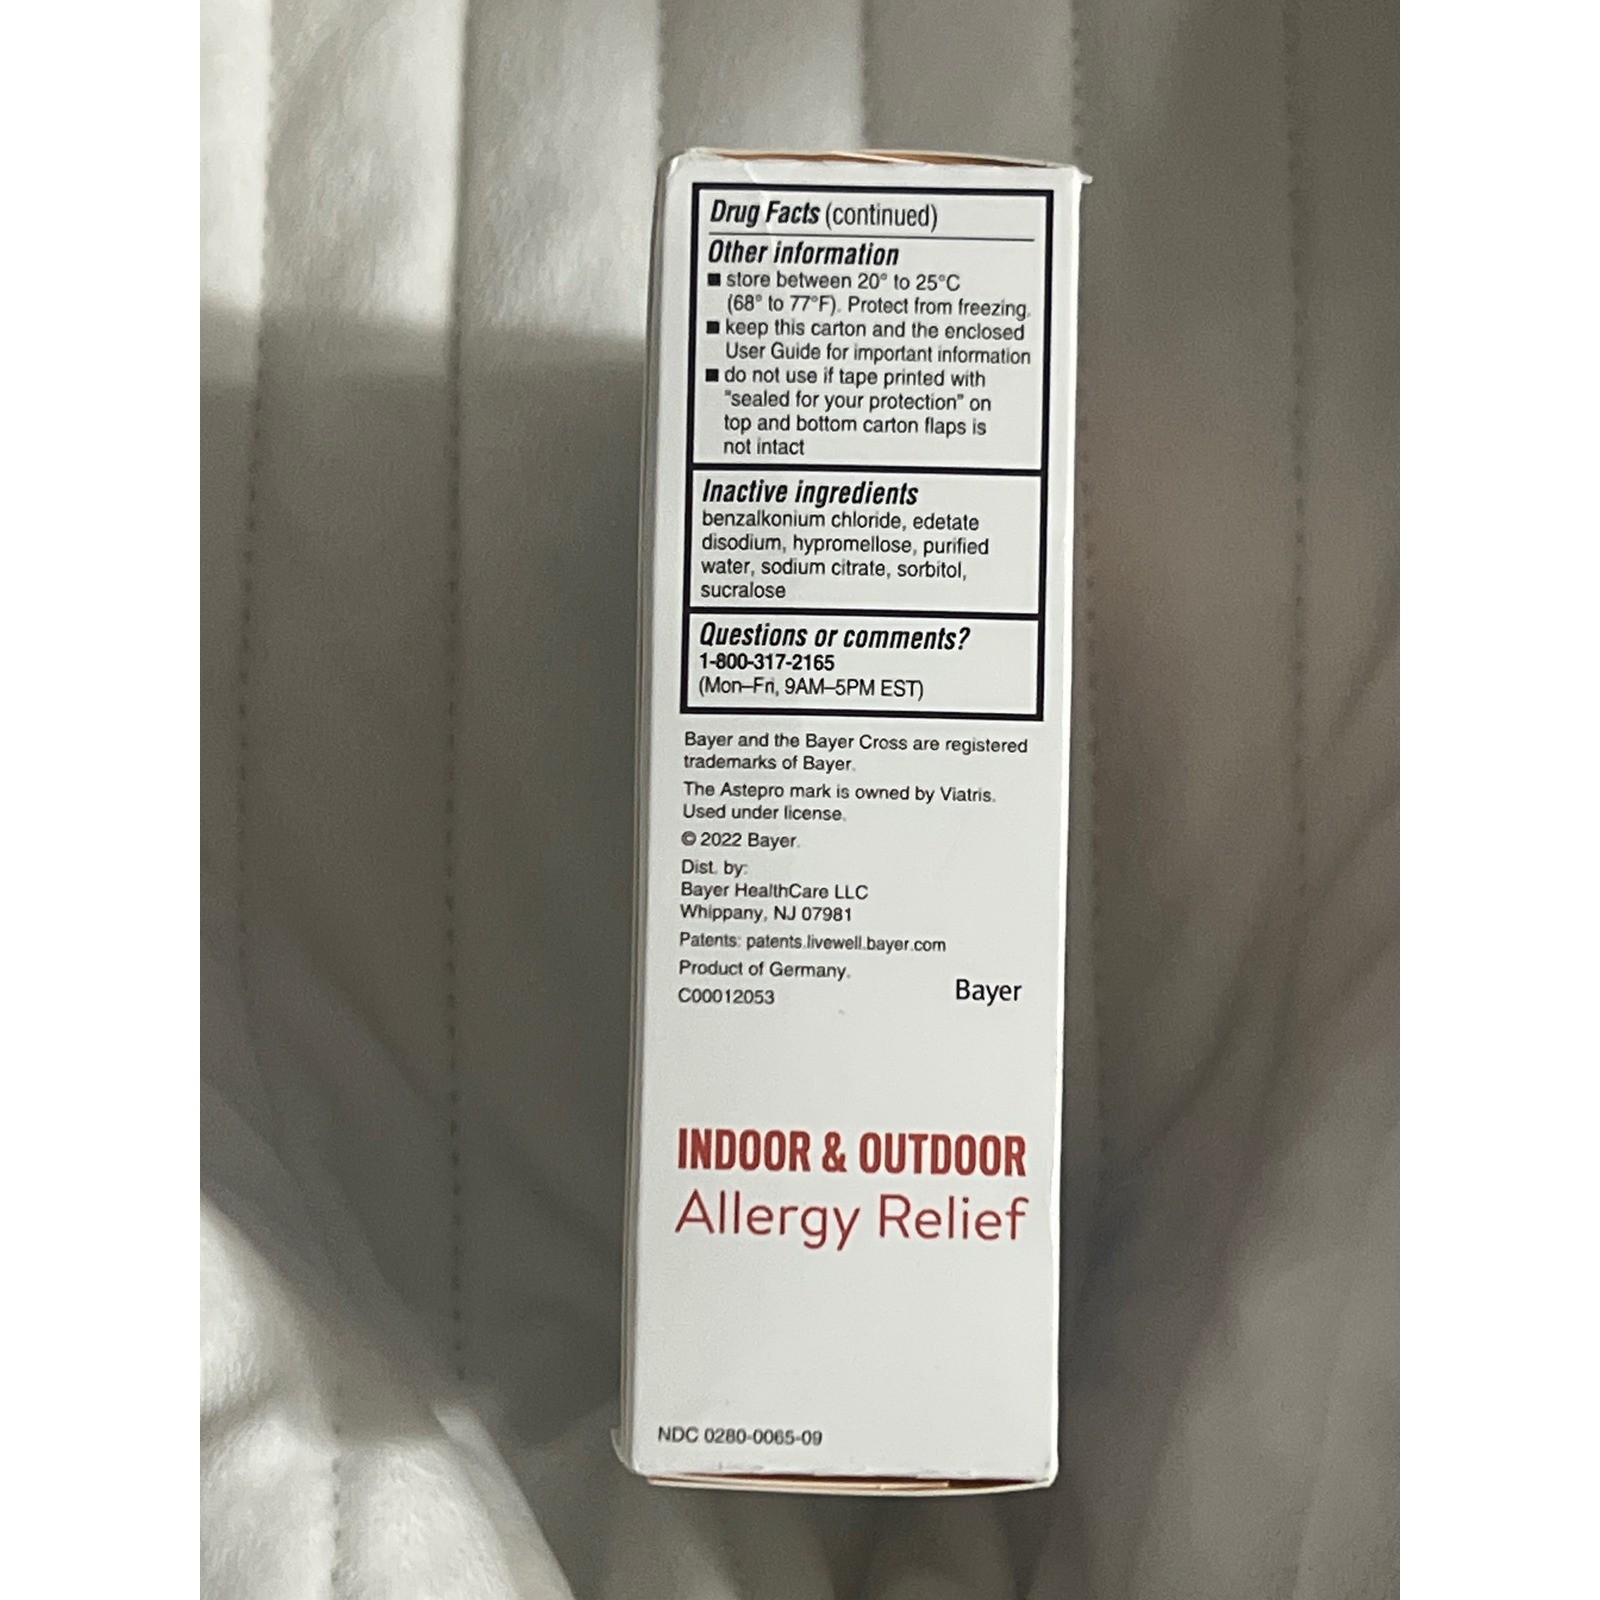 Drug Facts (continued)
Other information
■ store between 20° to 25°C
(68° to 77°F). Protect from freezing.
■ keep this carton and the enclosed
User Guide for important information
■ do not use if tape printed with
"sealed for your protection" on
top and bottom carton flaps is
not intact
Inactive ingredients
benzalkonium chloride, edetate
disodium, hypromellose, purified
water, sodium citrate, sorbitol,
sucralose
Questions or comments?
1-800-317-2165
(Mon–Fri, 9AM–5PM EST)
Bayer and the Bayer Cross are registered
trademarks of Bayer.
The Astepro mark is owned by Viatris.
Used under license.
© 2022 Bayer.
Dist. by:
Bayer HealthCare LLC
Whippany, NJ 07981
Patents: patents.livewell.bayer.com
Product of Germany.
C00012053
Bayer
INDOOR & OUTDOOR
Allergy Relief
NDC 0280-0065-09